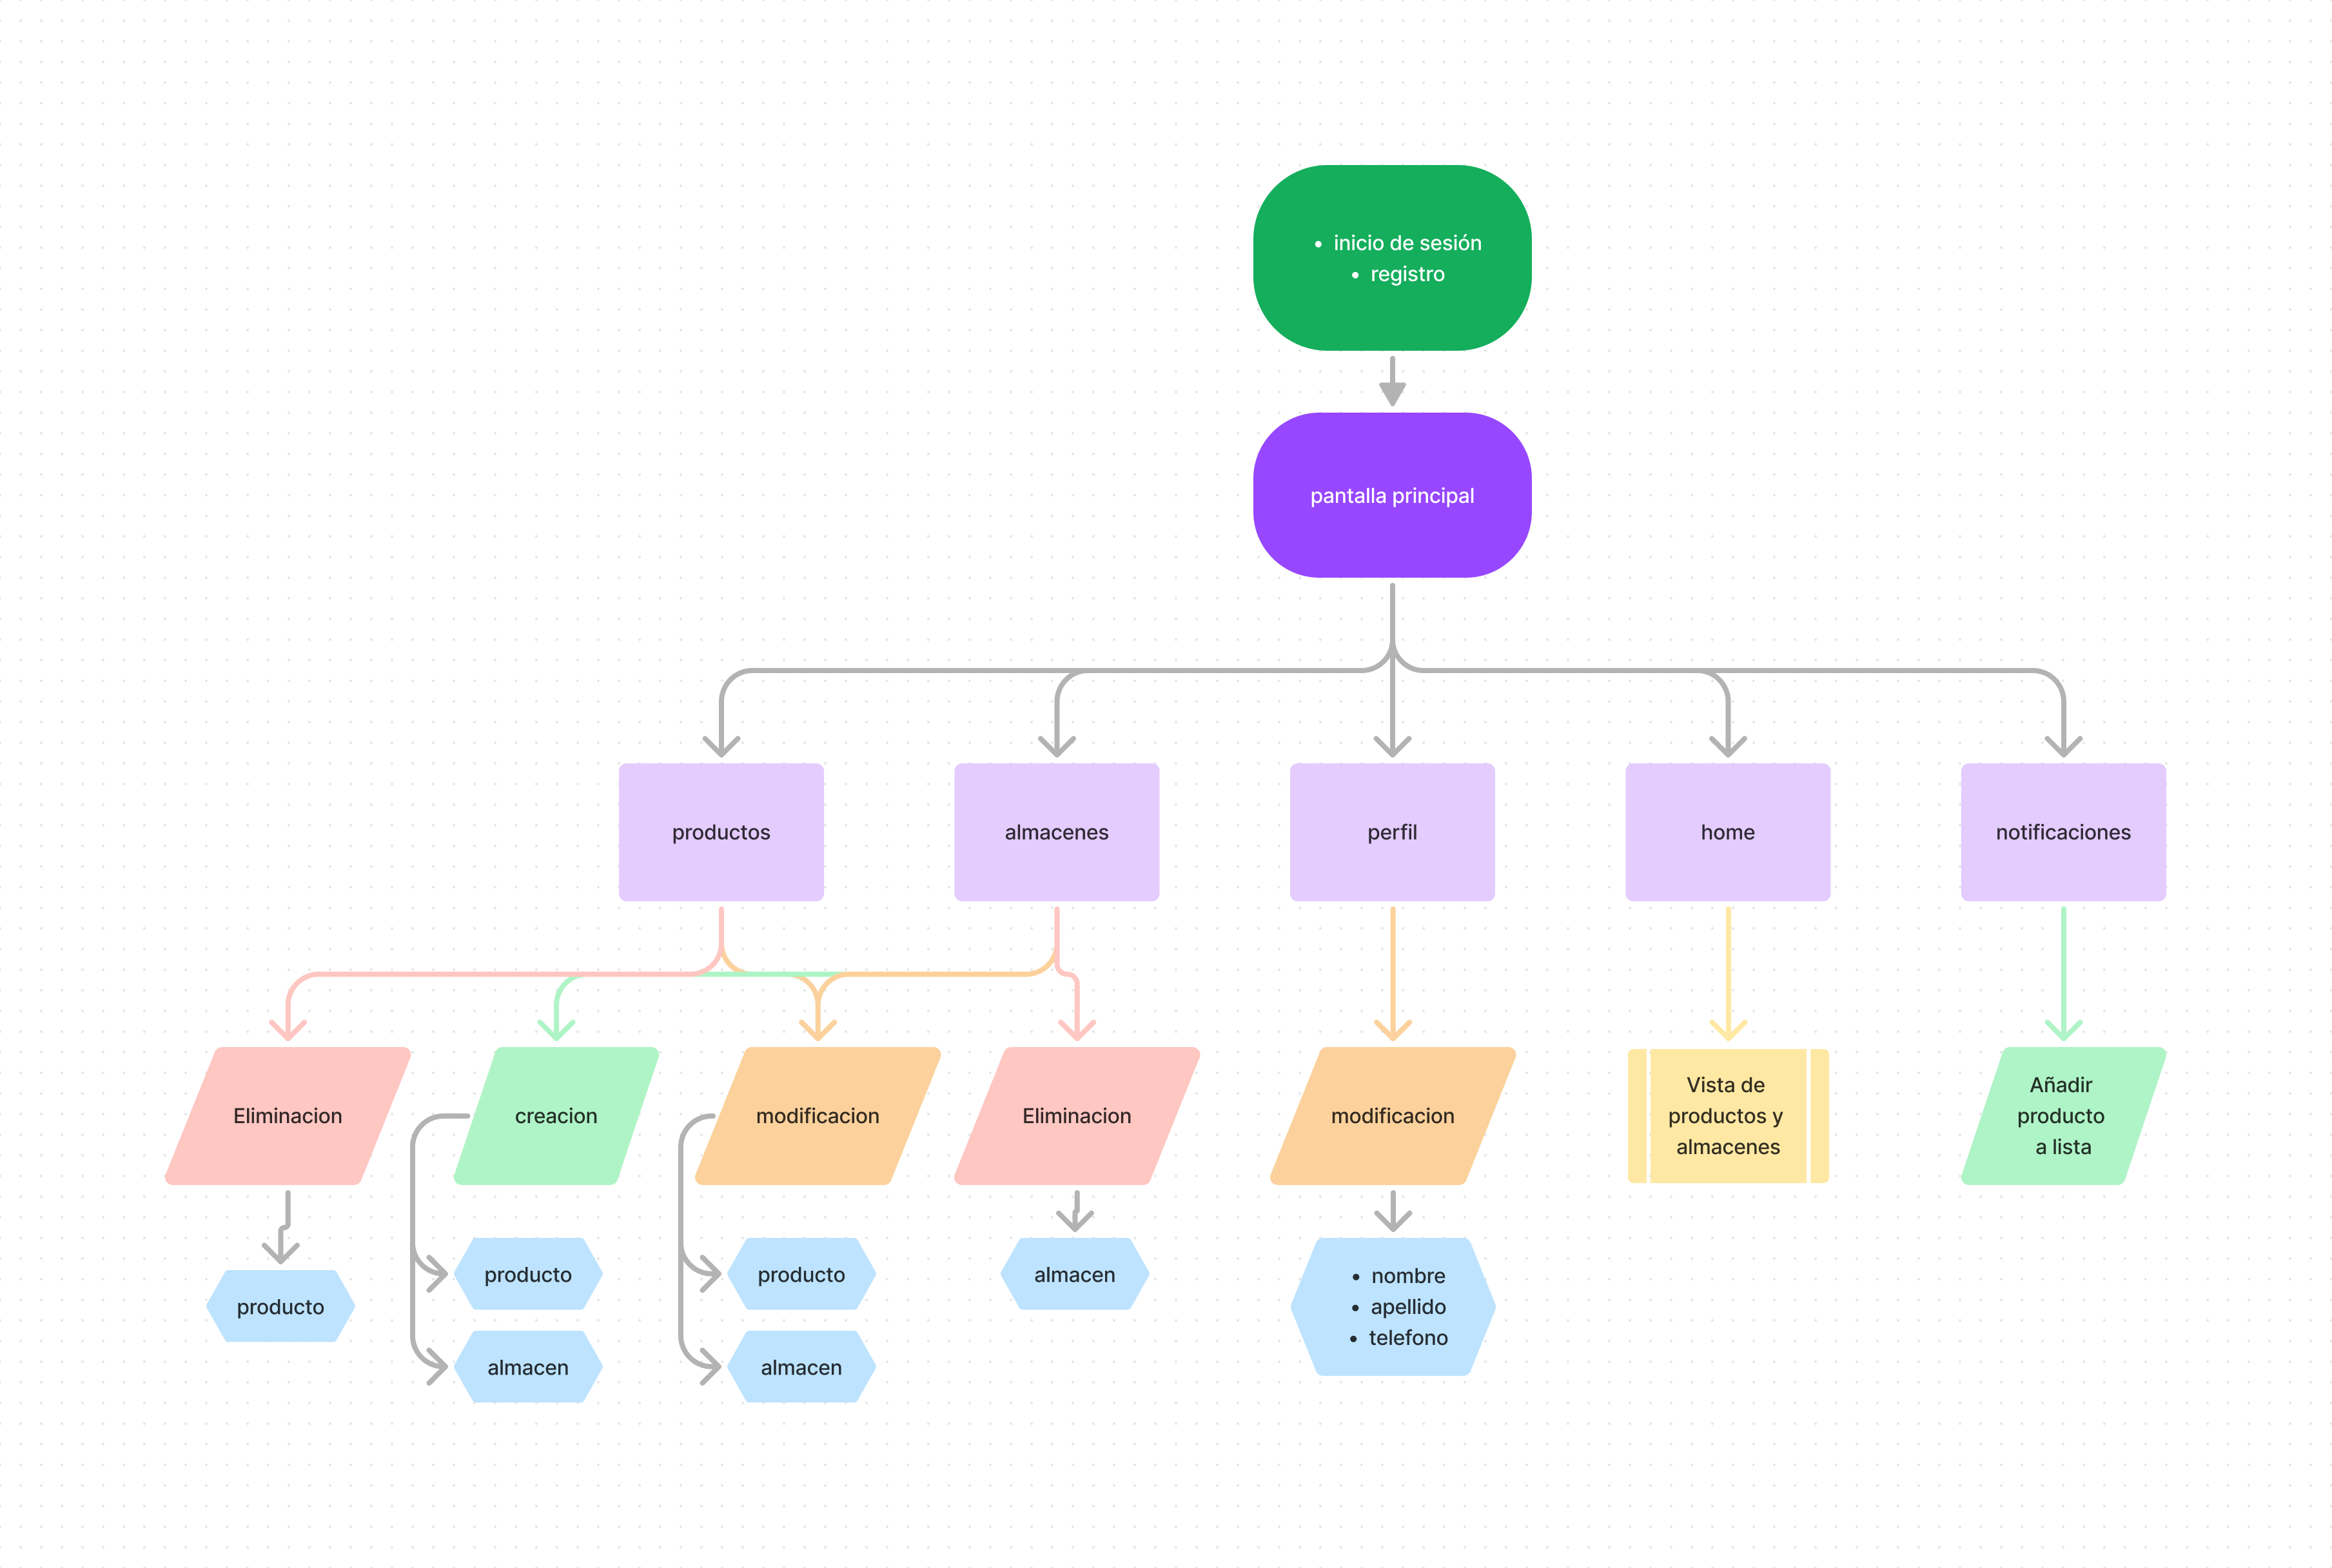 • inicio de sesión
• registro
pantalla principal
productos
almacenes
perfil
home
notificaciones
Eliminacion
creacion
modificacion
Eliminacion
modificacion
Vista de
productos y
almacenes
Añadir
producto
a lista
producto
producto
almacen
producto
almacen
almacen
• nombre
• apellido
• telefono